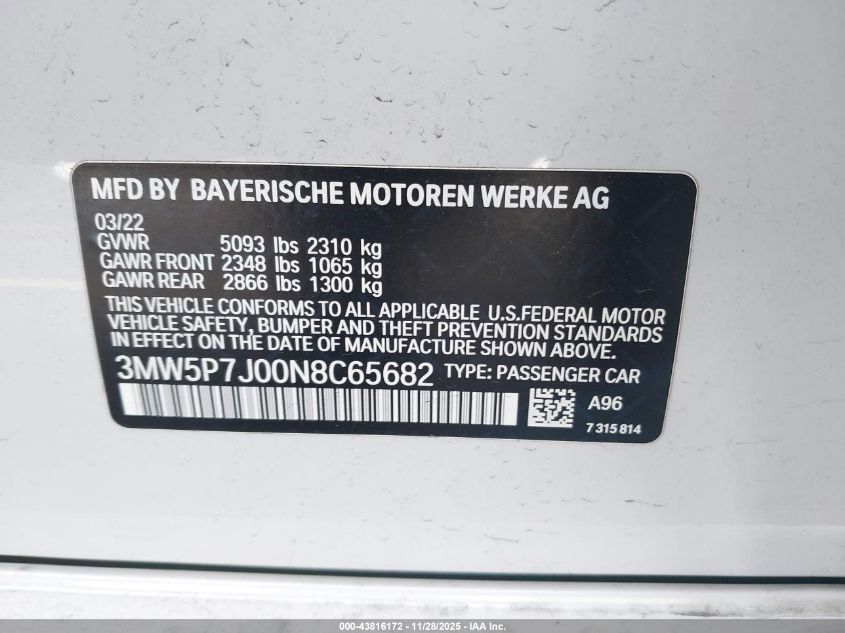 MFD BY BAYERISCHE MOTOREN WERKE AG
03/22
GVWR 5093 lbs 2310 kg
GAWR FRONT 2348 lbs 1065 kg
GAWR REAR 2866 lbs 1300 kg
THIS VEHICLE CONFORMS TO ALL APPLICABLE U.S.FEDERAL MOTOR
VEHICLE SAFETY, BUMPER AND THEFT PREVENTION STANDARDS
IN EFFECT ON THE DATE OF MANUFACTURE SHOWN ABOVE.
3MW5P7J00N8C65682 TYPE: PASSENGER CAR
A96
7 315 814
000-43816172 - 11/28/2025 - IAA Inc.